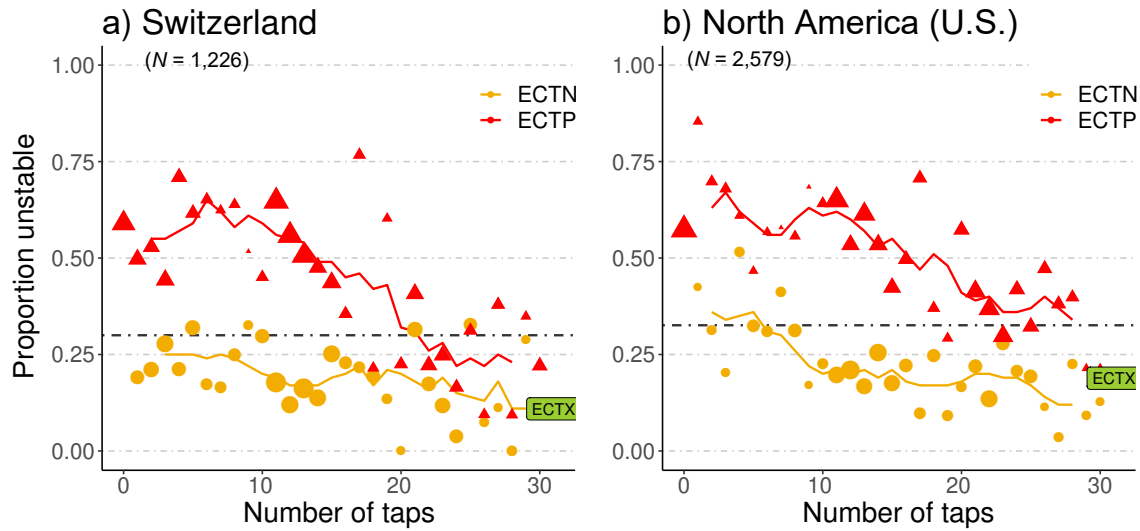 a) Switzerland
(N = 1,226)
1.00
0.75
0.50
0.25
0.00
Proportion unstable
ECTN
ECTP
ECTX
0
10
20
30
Number of taps
b) North America (U.S.)
(N = 2,579)
1.00
0.75
0.50
0.25
0.00
ECTN
ECTP
ECTX
0
10
20
30
Number of taps